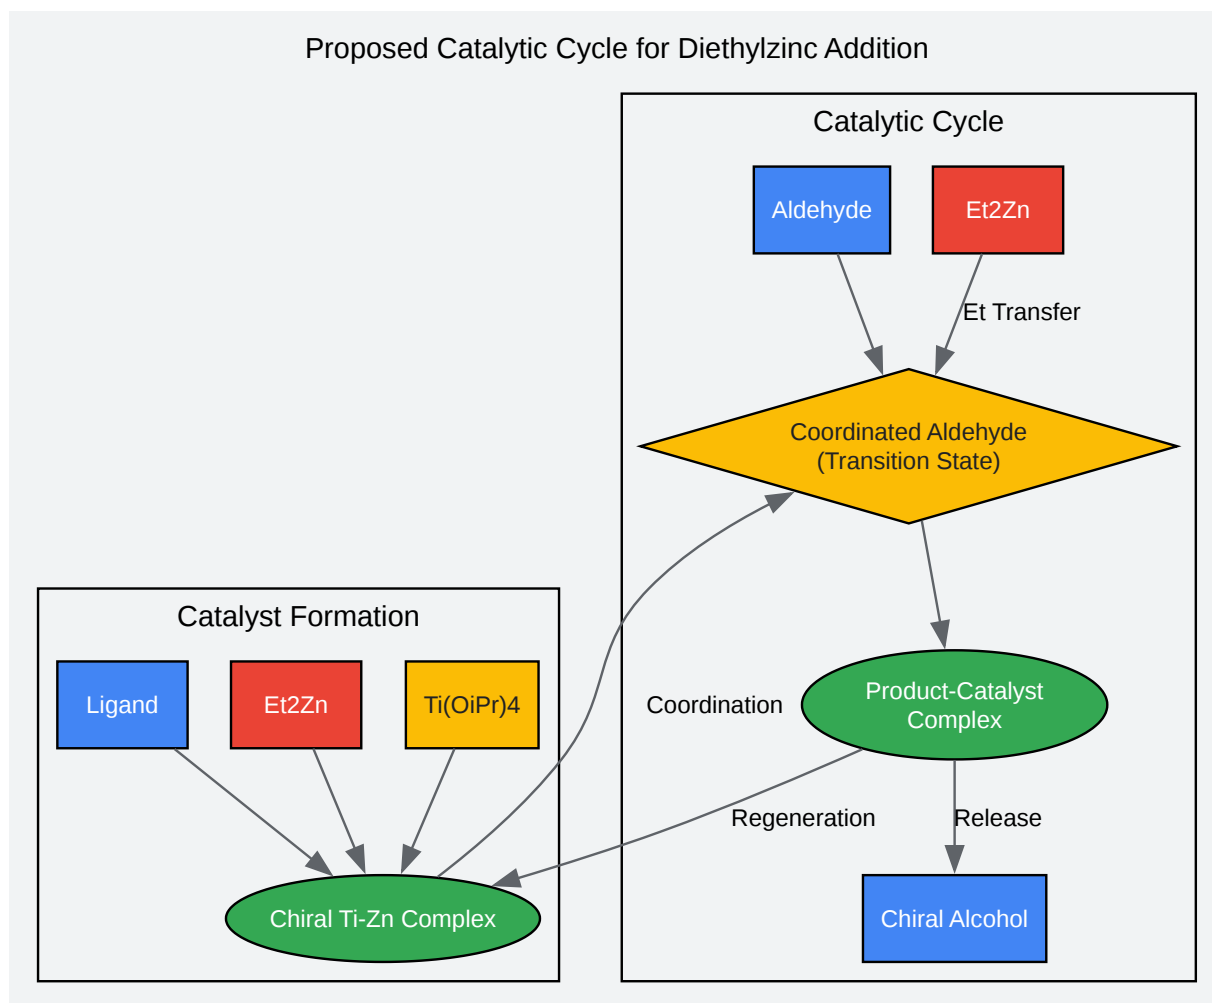 Proposed Catalytic Cycle for Diethylzinc Addition
Catalytic Cycle
Aldehyde
Et2Zn
Et Transfer
Coordinated Aldehyde
(Transition State)
Catalyst Formation
Ligand
Et2Zn
Ti(OiPr)4
Coordination
Product-Catalyst
Complex
Regeneration
Release
Chiral Ti-Zn Complex
Chiral Alcohol